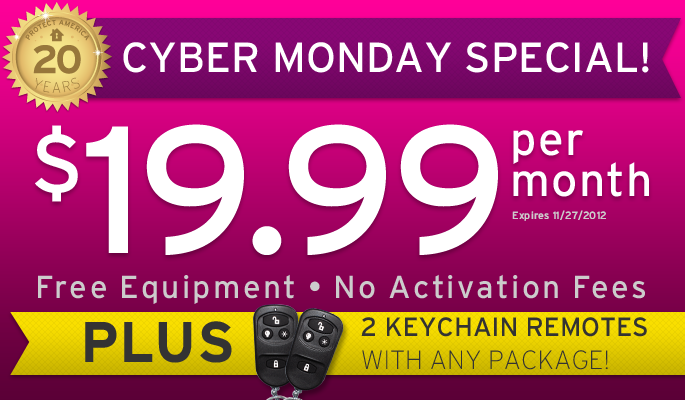 PROTECT AMERICA
20
YEARS
CYBER MONDAY SPECIAL!
$19.99
per
month
Expires 11/27/2012
Free Equipment • No Activation Fees
PLUS
2 KEYCHAIN REMOTES
WITH ANY PACKAGE!